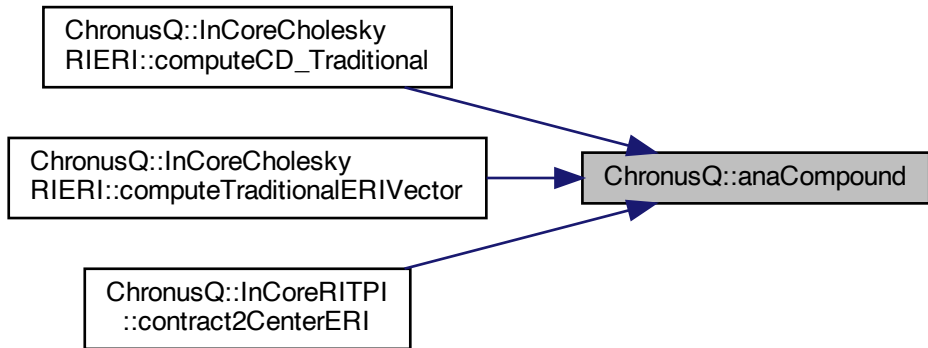 ChronusQ::InCoreCholesky
RIERI::computeCD_Traditional
ChronusQ::InCoreCholesky
RIERI::computeTraditionalERIVector
ChronusQ::anaCompound
ChronusQ::InCoreRITPI
::contract2CenterERI